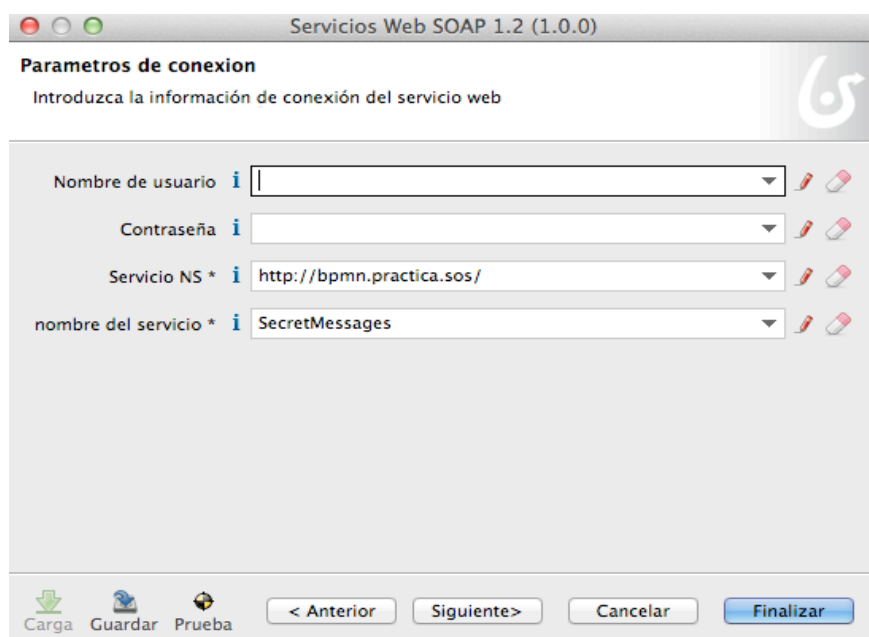 Servicios Web SOAP 1.2 (1.0.0)
Parametros de conexion
Introduzca la información de conexión del servicio web
Nombre de usuario i
Contraseña i
Servicio NS * i http://bpmn.practica.sos/
nombre del servicio * i SecretMessages
Carga Guardar Prueba < Anterior Siguiente> Cancelar Finalizar